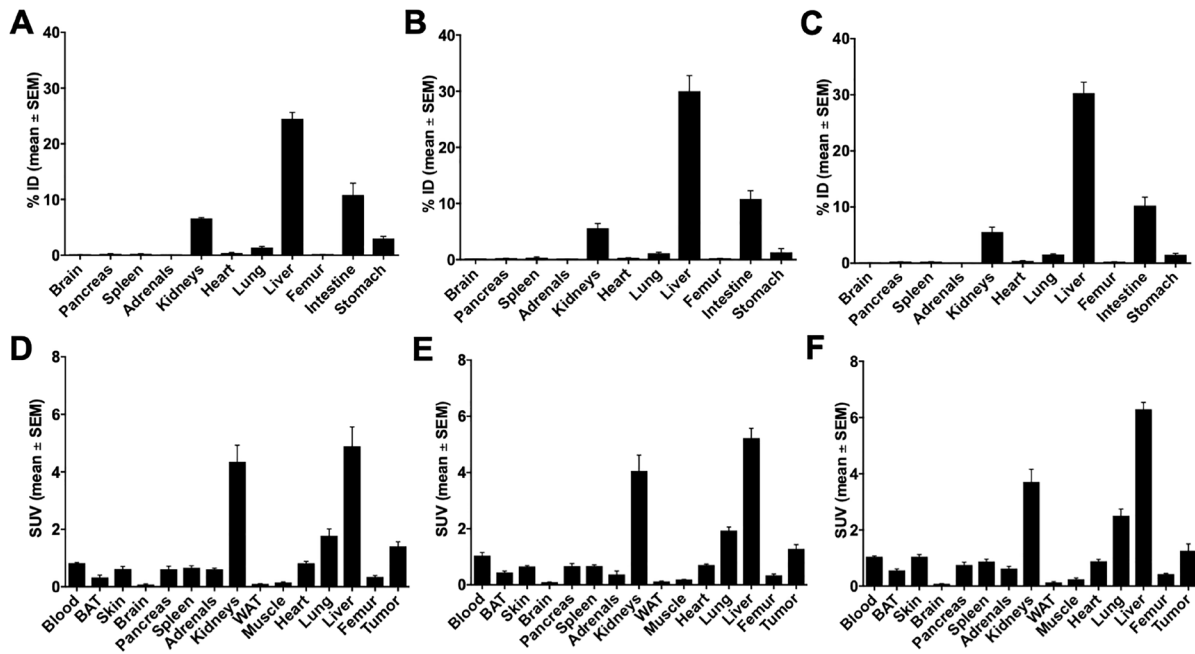 A
% ID (mean ± SEM)
40
30
20
10
0
Brain
Pancreas
Spleen
Adrenals
Kidneys
Heart
Lung
Liver
Femur
Intestine
Stomach
B
% ID (mean ± SEM)
40
30
20
10
0
Brain
Pancreas
Spleen
Adrenals
Kidneys
Heart
Lung
Liver
Femur
Intestine
Stomach
C
% ID (mean ± SEM)
40
30
20
10
0
Brain
Pancreas
Spleen
Adrenals
Kidneys
Heart
Lung
Liver
Femur
Intestine
Stomach
D
SUV (mean ± SEM)
8
6
4
2
0
Blood
BAT
Skin
Brain
Pancreas
Spleen
Adrenals
Kidneys
WAT
Muscle
Heart
Lung
Liver
Femur
Tumor
E
SUV (mean ± SEM)
8
6
4
2
0
Blood
BAT
Skin
Brain
Pancreas
Spleen
Adrenals
Kidneys
WAT
Muscle
Heart
Lung
Liver
Femur
Tumor
F
SUV (mean ± SEM)
8
6
4
2
0
Blood
BAT
Skin
Brain
Pancreas
Spleen
Adrenals
Kidneys
WAT
Muscle
Heart
Lung
Liver
Femur
Tumor